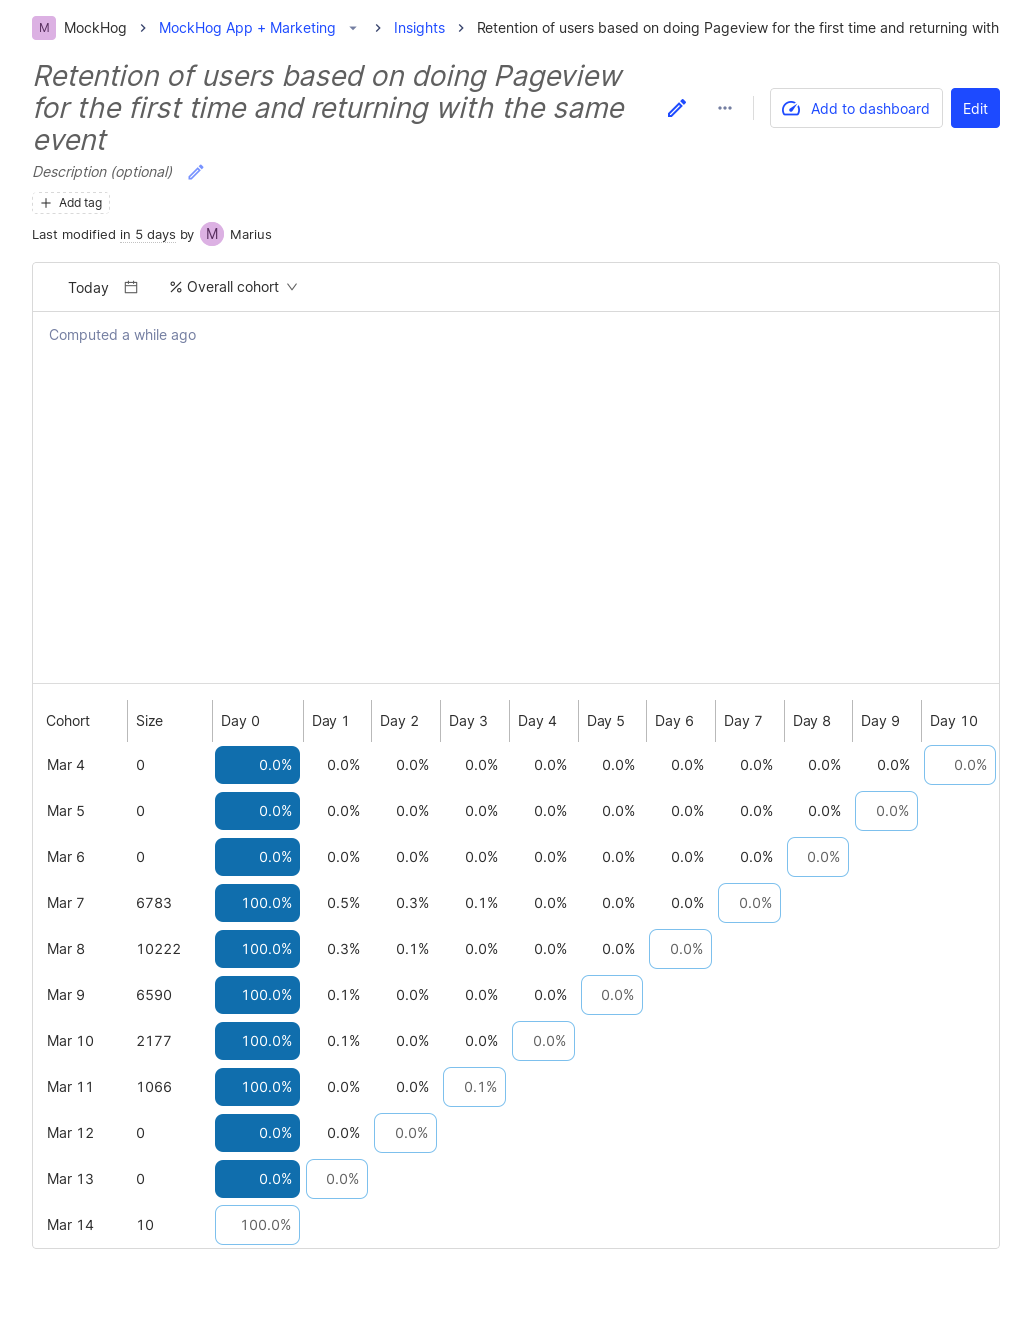 M MockHog MockHog App + Marketing Insights Retention of users based on doing Pageview for the first time and returning with
Retention of users based on doing Pageview
for the first time and returning with the same
event
Add to dashboard Edit
Description (optional)
Add tag
Last modified in 5 days by M Marius
Today % Overall cohort
Computed a while ago
Cohort Size Day 0 Day 1 Day 2 Day 3 Day 4 Day 5 Day 6 Day 7 Day 8 Day 9 Day 10
Mar 4 0 0.0% 0.0% 0.0% 0.0% 0.0% 0.0% 0.0% 0.0% 0.0% 0.0% 0.0%
Mar 5 0 0.0% 0.0% 0.0% 0.0% 0.0% 0.0% 0.0% 0.0% 0.0% 0.0%
Mar 6 0 0.0% 0.0% 0.0% 0.0% 0.0% 0.0% 0.0% 0.0% 0.0%
Mar 7 6783 100.0% 0.5% 0.3% 0.1% 0.0% 0.0% 0.0% 0.0%
Mar 8 10222 100.0% 0.3% 0.1% 0.0% 0.0% 0.0% 0.0%
Mar 9 6590 100.0% 0.1% 0.0% 0.0% 0.0% 0.0%
Mar 10 2177 100.0% 0.1% 0.0% 0.0% 0.0%
Mar 11 1066 100.0% 0.0% 0.0% 0.1%
Mar 12 0 0.0% 0.0% 0.0%
Mar 13 0 0.0% 0.0%
Mar 14 10 100.0%